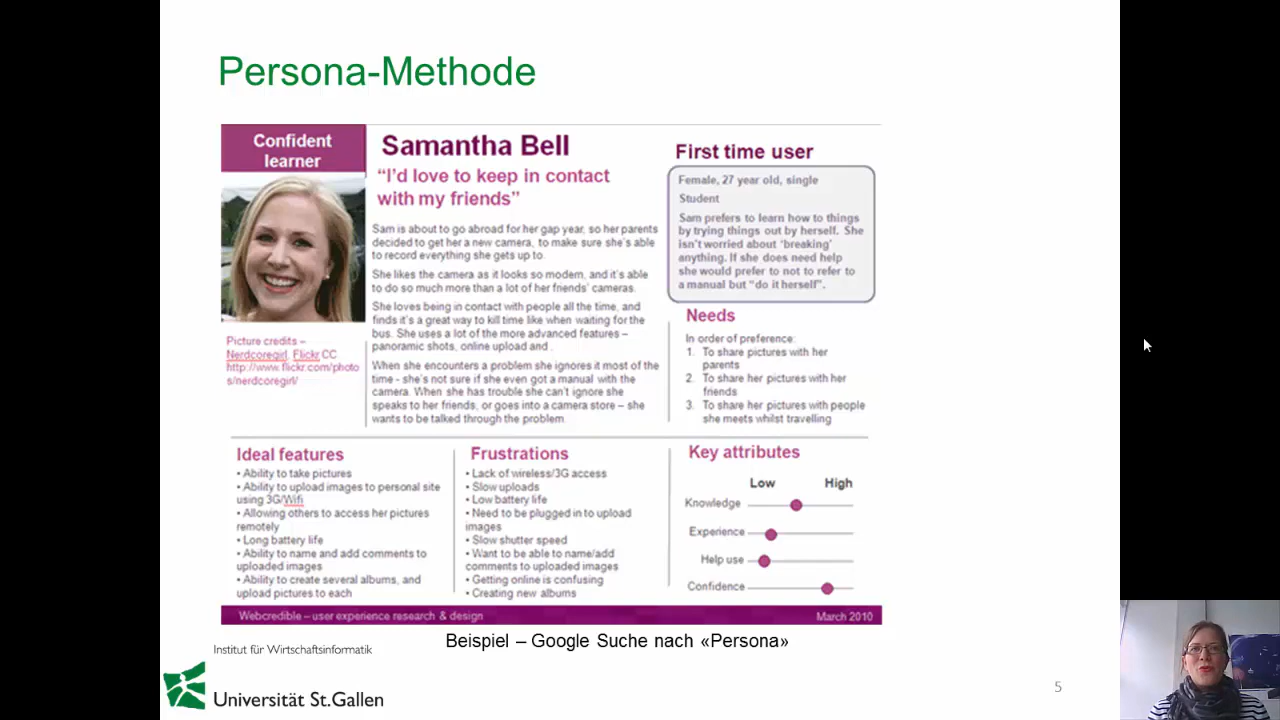 Persona-Methode
Confident
learner
Samantha Bell
“I’d love to keep in contact
with my friends”
Sam is about to go abroad for her gap year, so her parents
decided to get her a new camera, to make sure she’s able
to record everything she gets up to.
She likes the camera as it looks so modern, and it’s able
to do so much more than a lot of her friends’ cameras.
She loves being in contact with people all the time, and
finds it’s a great way to kill time like when waiting for the
bus. She uses a lot of the more advanced features –
panoramic shots, online upload and .
When she encounters a problem she ignores it most of the
time - she’s not sure if she even got a manual with the
camera. When she has trouble she can’t ignore she
speaks to her friends, or goes into a camera store – she
wants to be talked through the problem.
First time user
Female, 27 year old, single
Student
Sam prefers to learn how to things
by trying things out by herself. She
isn’t worried about ‘breaking’
anything. If she does need help
she would prefer to not to refer to
a manual but “do it herself”.
Picture credits –
Nerdcoregirl, Flickr CC
http://www.flickr.com/photo
s/nerdcoregirl/
Needs
In order of preference:
1. To share pictures with her
parents
2. To share her pictures with her
friends
3. To share her pictures with people
she meets whilst travelling
Ideal features
• Ability to take pictures
• Ability to upload images to personal site
using 3G/Wifi
• Allowing others to access her pictures
remotely
• Long battery life
• Ability to name and add comments to
uploaded images
• Ability to create several albums, and
upload pictures to each
Frustrations
• Lack of wireless/3G access
• Slow uploads
• Low battery life
• Need to be plugged in to upload
images
• Slow shutter speed
• Want to be able to name/add
comments to uploaded images
• Getting online is confusing
• Creating new albums
Key attributes
Low High
Knowledge
Experience
Help use
Confidence
Webcredible – user experience research & design March 2010
Beispiel – Google Suche nach «Persona»
Institut für Wirtschaftsinformatik
Universität St.Gallen
5